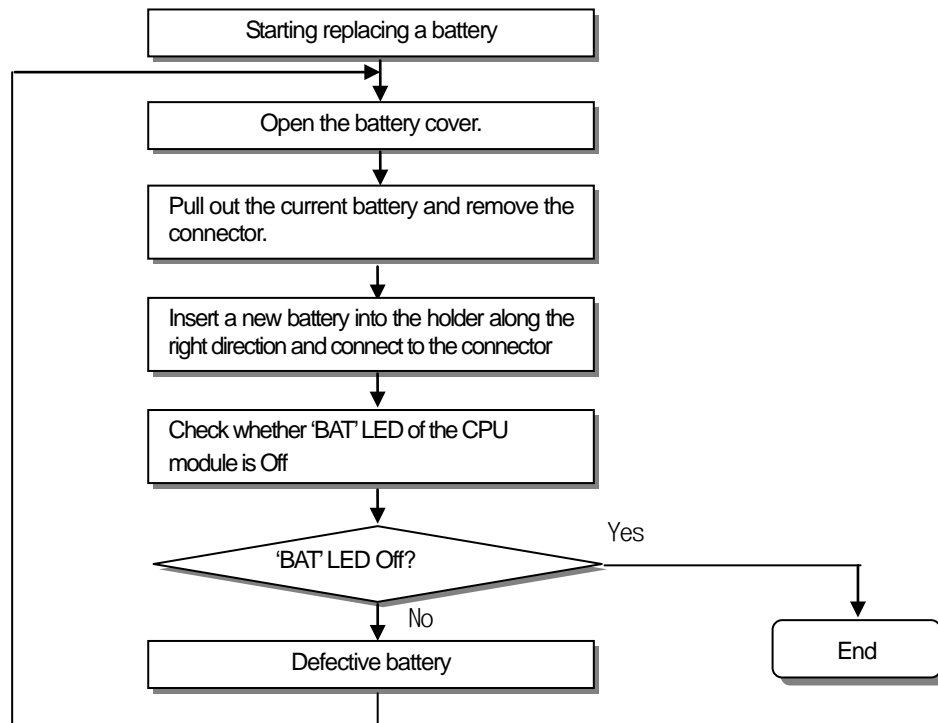 Starting replacing a battery
Open the battery cover.
Pull out the current battery and remove the
connector.
Insert a new battery into the holder along the
right direction and connect to the connector
Check whether ‘BAT’ LED of the CPU
module is Off
‘BAT’ LED Off?
Yes
No
Defective battery
End